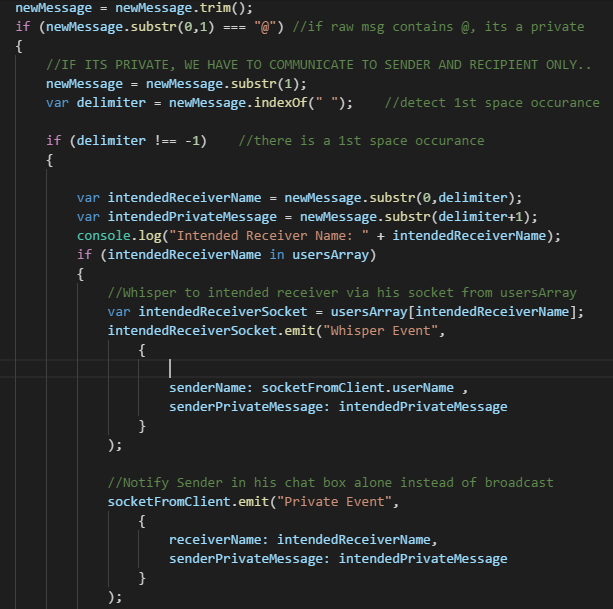 newMessage = newMessage.trim();
if (newMessage.substr(0,1) === "@") //if raw msg contains @, its a private
{
//IF ITS PRIVATE, WE HAVE TO COMMUNICATE TO SENDER AND RECIPIENT ONLY..
newMessage = newMessage.substr(1);
var delimiter = newMessage.indexOf(" ");    //detect 1st space occurance
if (delimiter !== -1)    //there is a 1st space occurance
{
var intendedReceiverName = newMessage.substr(0,delimiter);
var intendedPrivateMessage = newMessage.substr(delimiter+1);
console.log("Intended Receiver Name: " + intendedReceiverName);
if (intendedReceiverName in usersArray)
{
//Whisper to intended receiver via his socket from usersArray
var intendedReceiverSocket = usersArray[intendedReceiverName];
intendedReceiverSocket.emit("Whisper Event",
{
senderName: socketFromClient.userName ,
senderPrivateMessage: intendedPrivateMessage
}
);
//Notify Sender in his chat box alone instead of broadcast
socketFromClient.emit("Private Event",
{
receiverName: intendedReceiverName,
senderPrivateMessage: intendedPrivateMessage
}
);